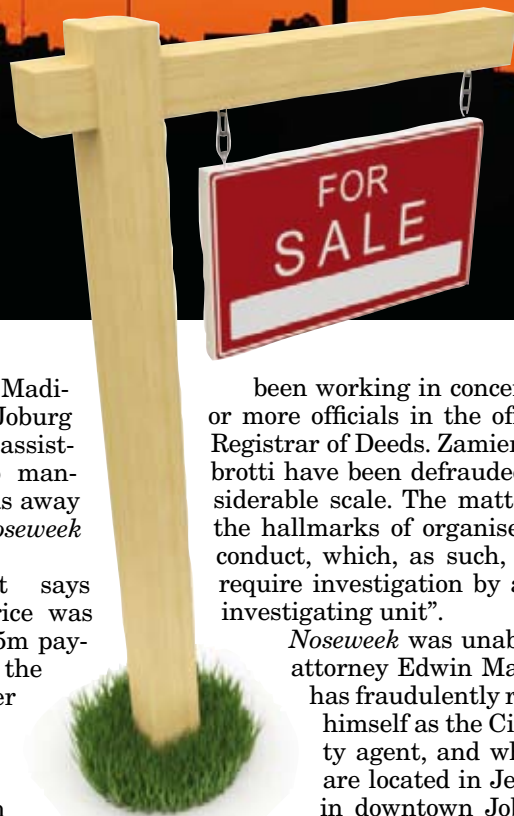 FOR
SALE
Madi-
Joburg
assist-
man-
s away
oseweek
t says
rice was
5m pay-
the
er
n
been working in concer
or more officials in the of
Registrar of Deeds. Zamier
brotti have been defrauded
siderable scale. The matt
the hallmarks of organise
conduct, which, as such,
require investigation by a
investigating unit”.
Noseweek was unab
attorney Edwin Ma
has fraudulently r
himself as the Ci
ty agent, and wh
are located in Je
in downtown Jo